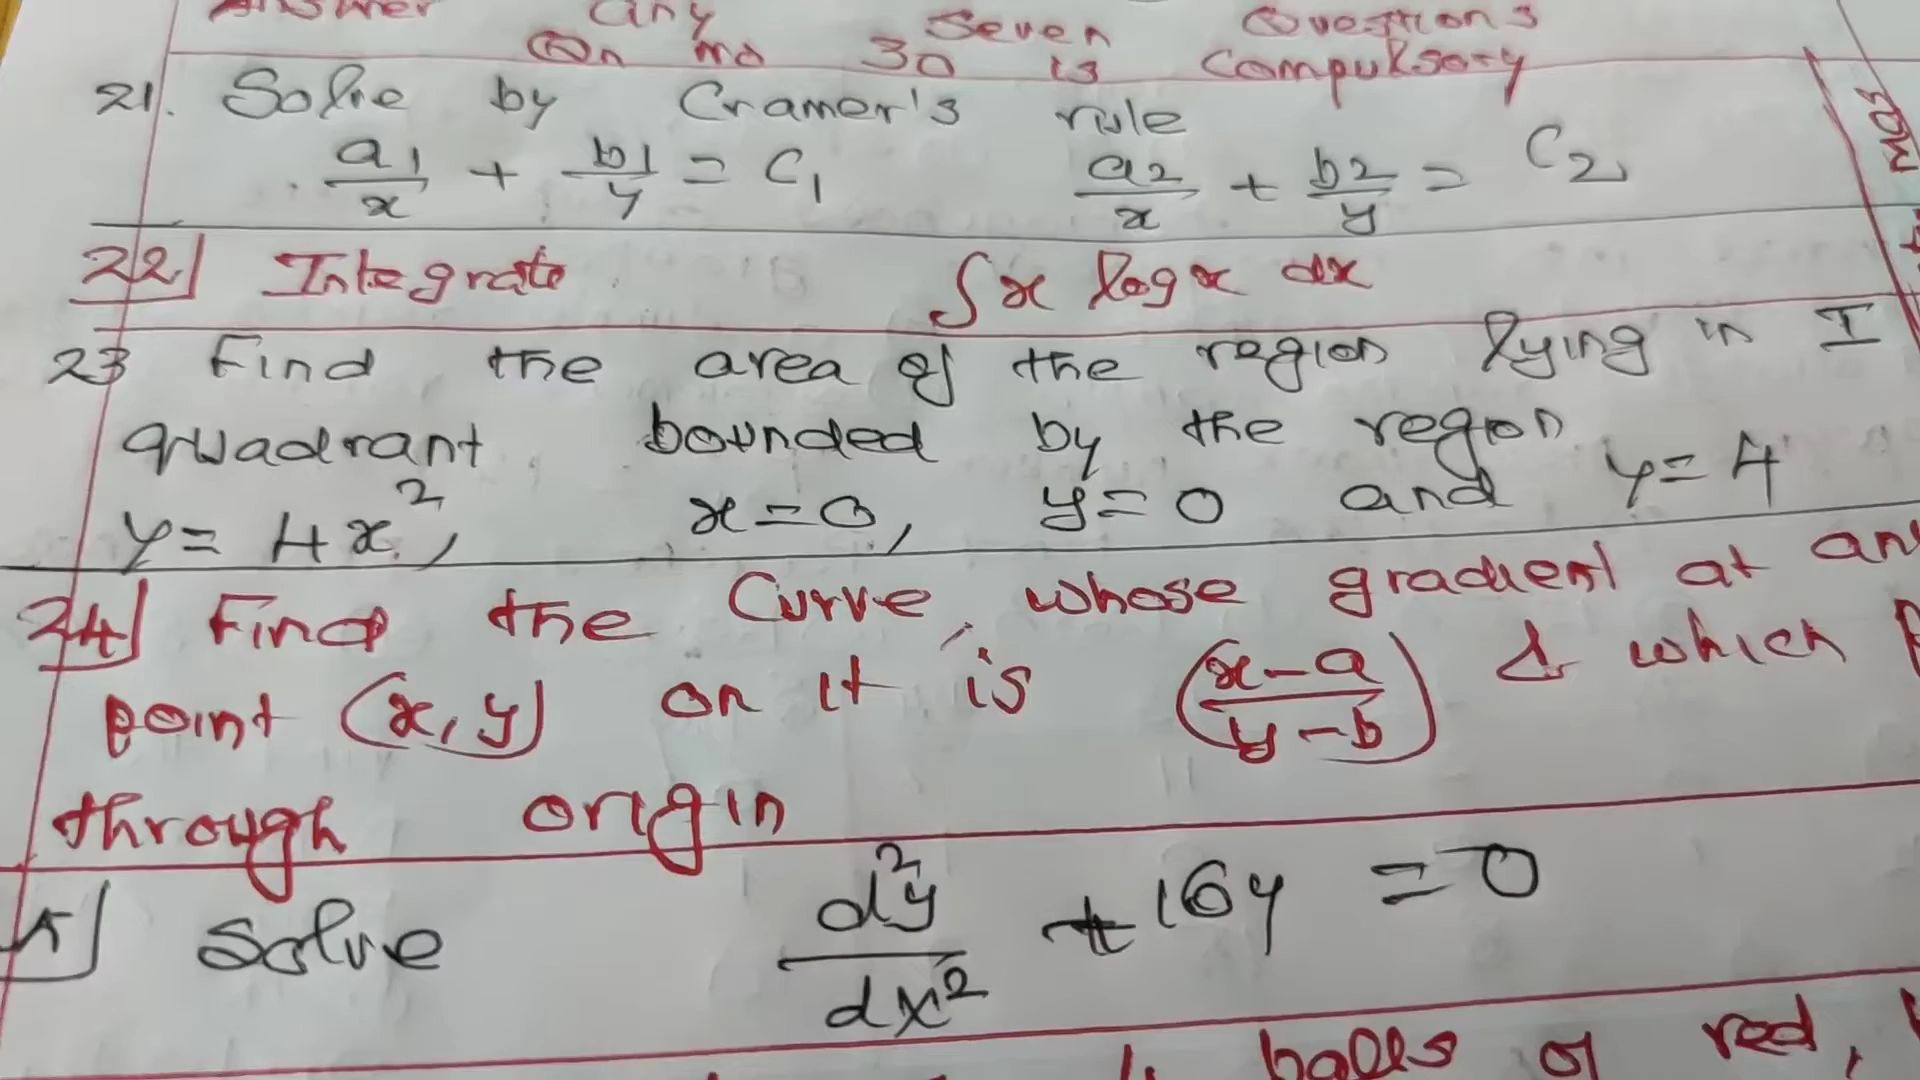 Answer any Seven Questions
Qn no 30 is Compulsory
21. Solve by Cramer's rule
a1/x + b1/y = C1 a2/x + b2/y = C2
22 Integrate ∫x logx dx
23 Find the area of the region lying in I
quadrant bounded by the region
y = 4x², x=0, y=0 and y=4
24 Find the Curve whose gradient at
point (x, y) on it is (x-a / y-b) & which
through origin
Solve d²y/dx² + 16y = 0
balls of red,